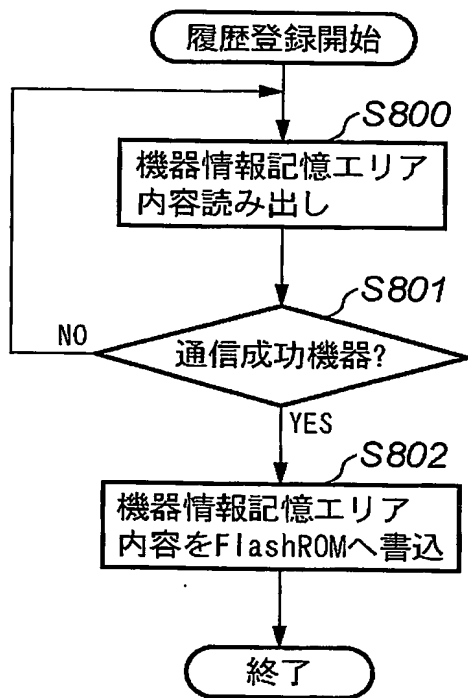 履歴登録開始
S800
機器情報記憶エリア
内容読み出し
S801
通信成功機器?
NO
YES
S802
機器情報記憶エリア
内容をFlashROMへ書込
終了